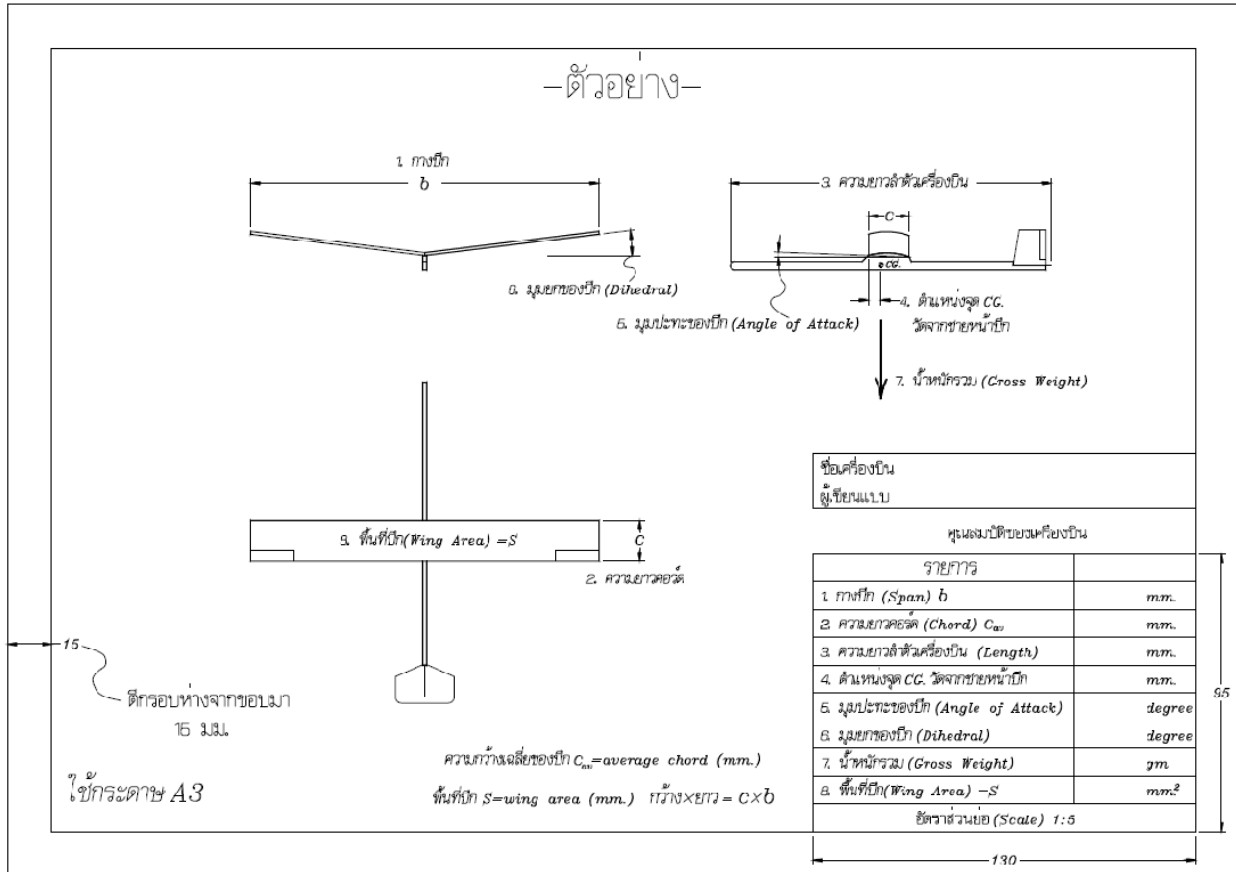 -ตัวอย่าง-
1. กางปีก
b
3. ความยาวลำตัวเครื่องบิน
C
CG.
6. มุมยกของปีก (Dihedral)
5. มุมปะทะของปีก (Angle of Attack)
4. ตำแหน่งจุด CG.
วัดจากชายหน้าปีก
7. น้ำหนักรวม (Gross Weight)
9. พื้นที่ปีก(Wing Area) =S
C
2. ความยาวคอร์ด
15
ตีกรอบห่างจากขอบมา
15 มม.
ใช้กระดาษ A3
ความกว้างเฉลี่ยของปีก Cav=average chord (mm.)
พื้นที่ปีก S=wing area (mm.) กว้าง×ยาว = c×b
ชื่อเครื่องบิน
ผู้เขียนแบบ
คุณสมบัติของเครื่องบิน
รายการ
1. กางปีก (Span) b mm.
2. ความยาวคอร์ด (Chord) Cav mm.
3. ความยาวลำตัวเครื่องบิน (Length) mm.
4. ตำแหน่งจุด CG. วัดจากชายหน้าปีก mm.
5. มุมปะทะของปีก (Angle of Attack) degree
6. มุมยกของปีก (Dihedral) degree
7. น้ำหนักรวม (Gross Weight) gm
8. พื้นที่ปีก(Wing Area) -S mm.²
อัตราส่วนย่อ (Scale) 1:5
95
130